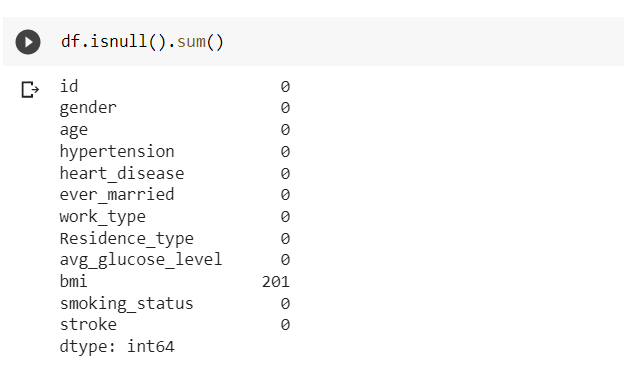 df.isnull().sum()
id 0
gender 0
age 0
hypertension 0
heart_disease 0
ever_married 0
work_type 0
Residence_type 0
avg_glucose_level 0
bmi 201
smoking_status 0
stroke 0
dtype: int64